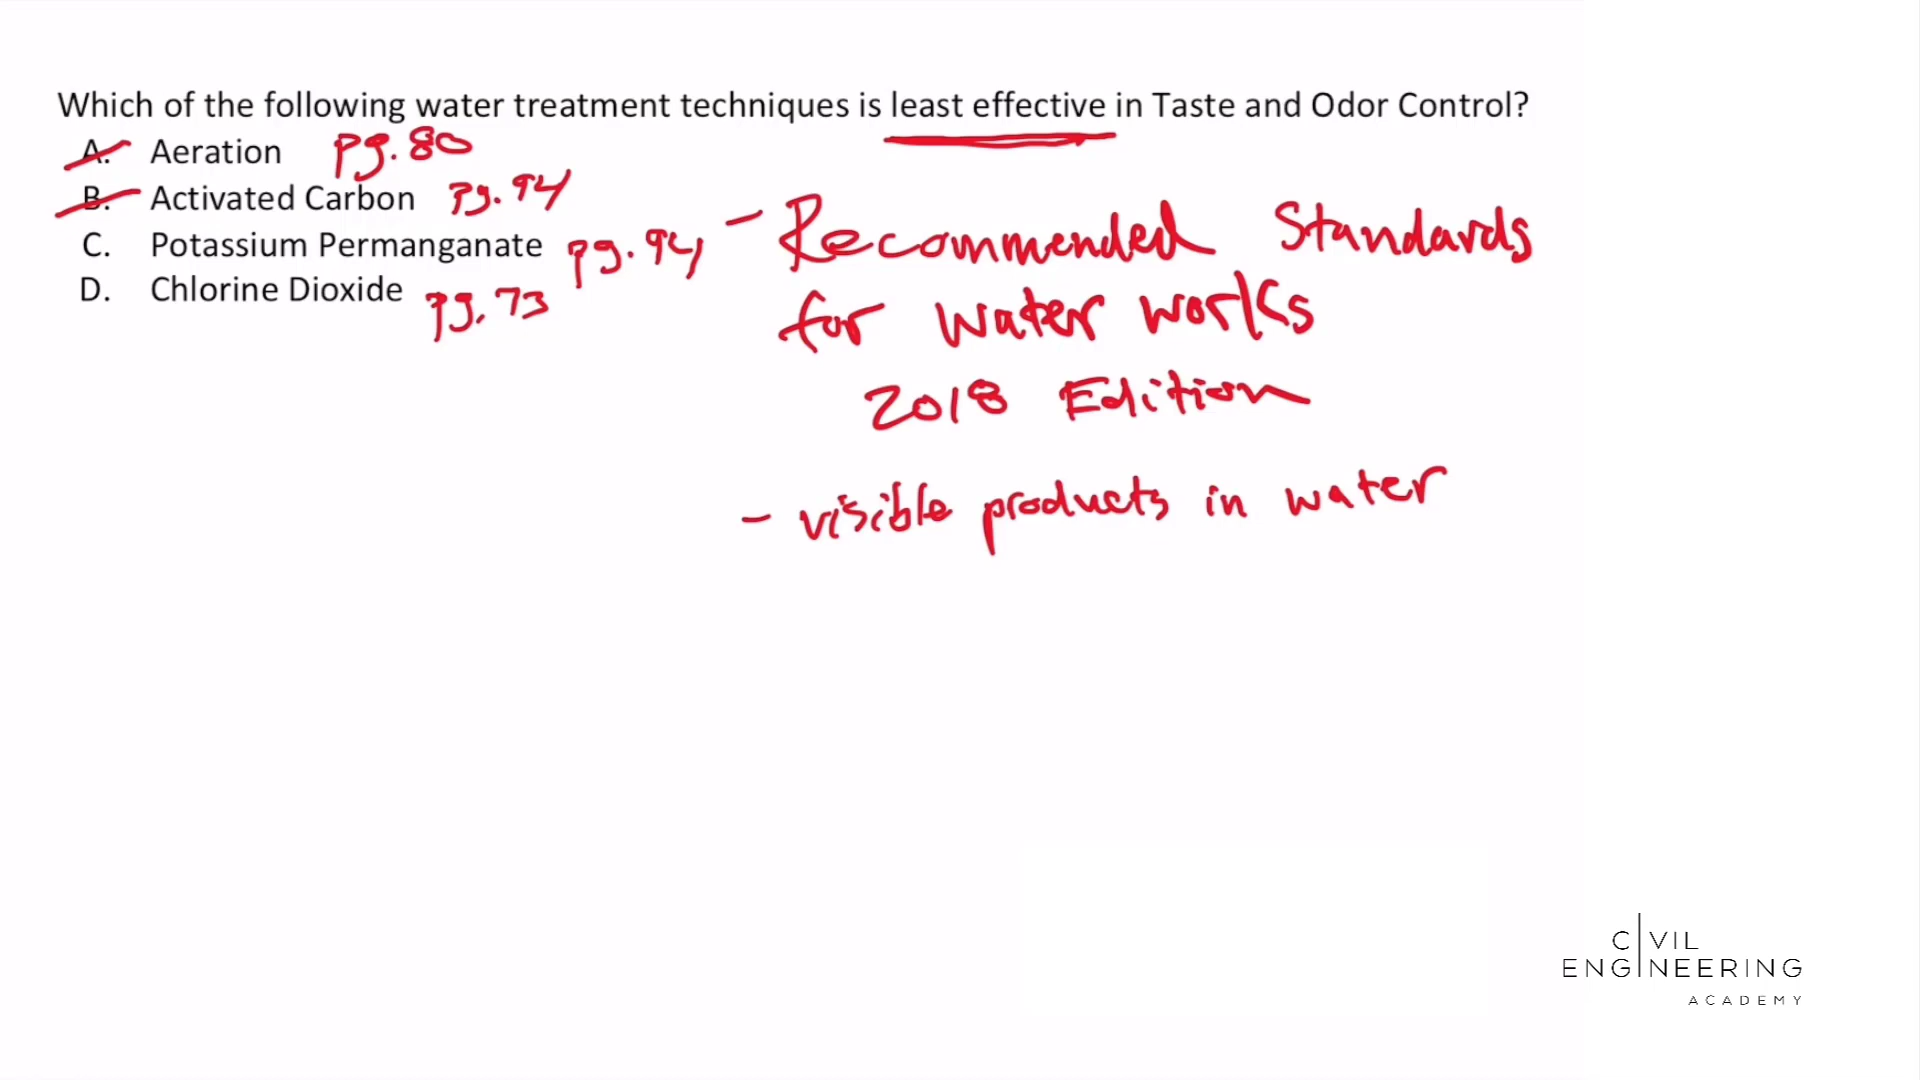 Which of the following water treatment techniques is least effective in Taste and Odor Control?
A. Aeration pg. 80
B. Activated Carbon pg. 94
C. Potassium Permanganate pg. 94
D. Chlorine Dioxide pg. 73
- Recommended Standards
for water works
2018 Edition
- visible products in water
CIVIL
ENGINEERING
ACADEMY